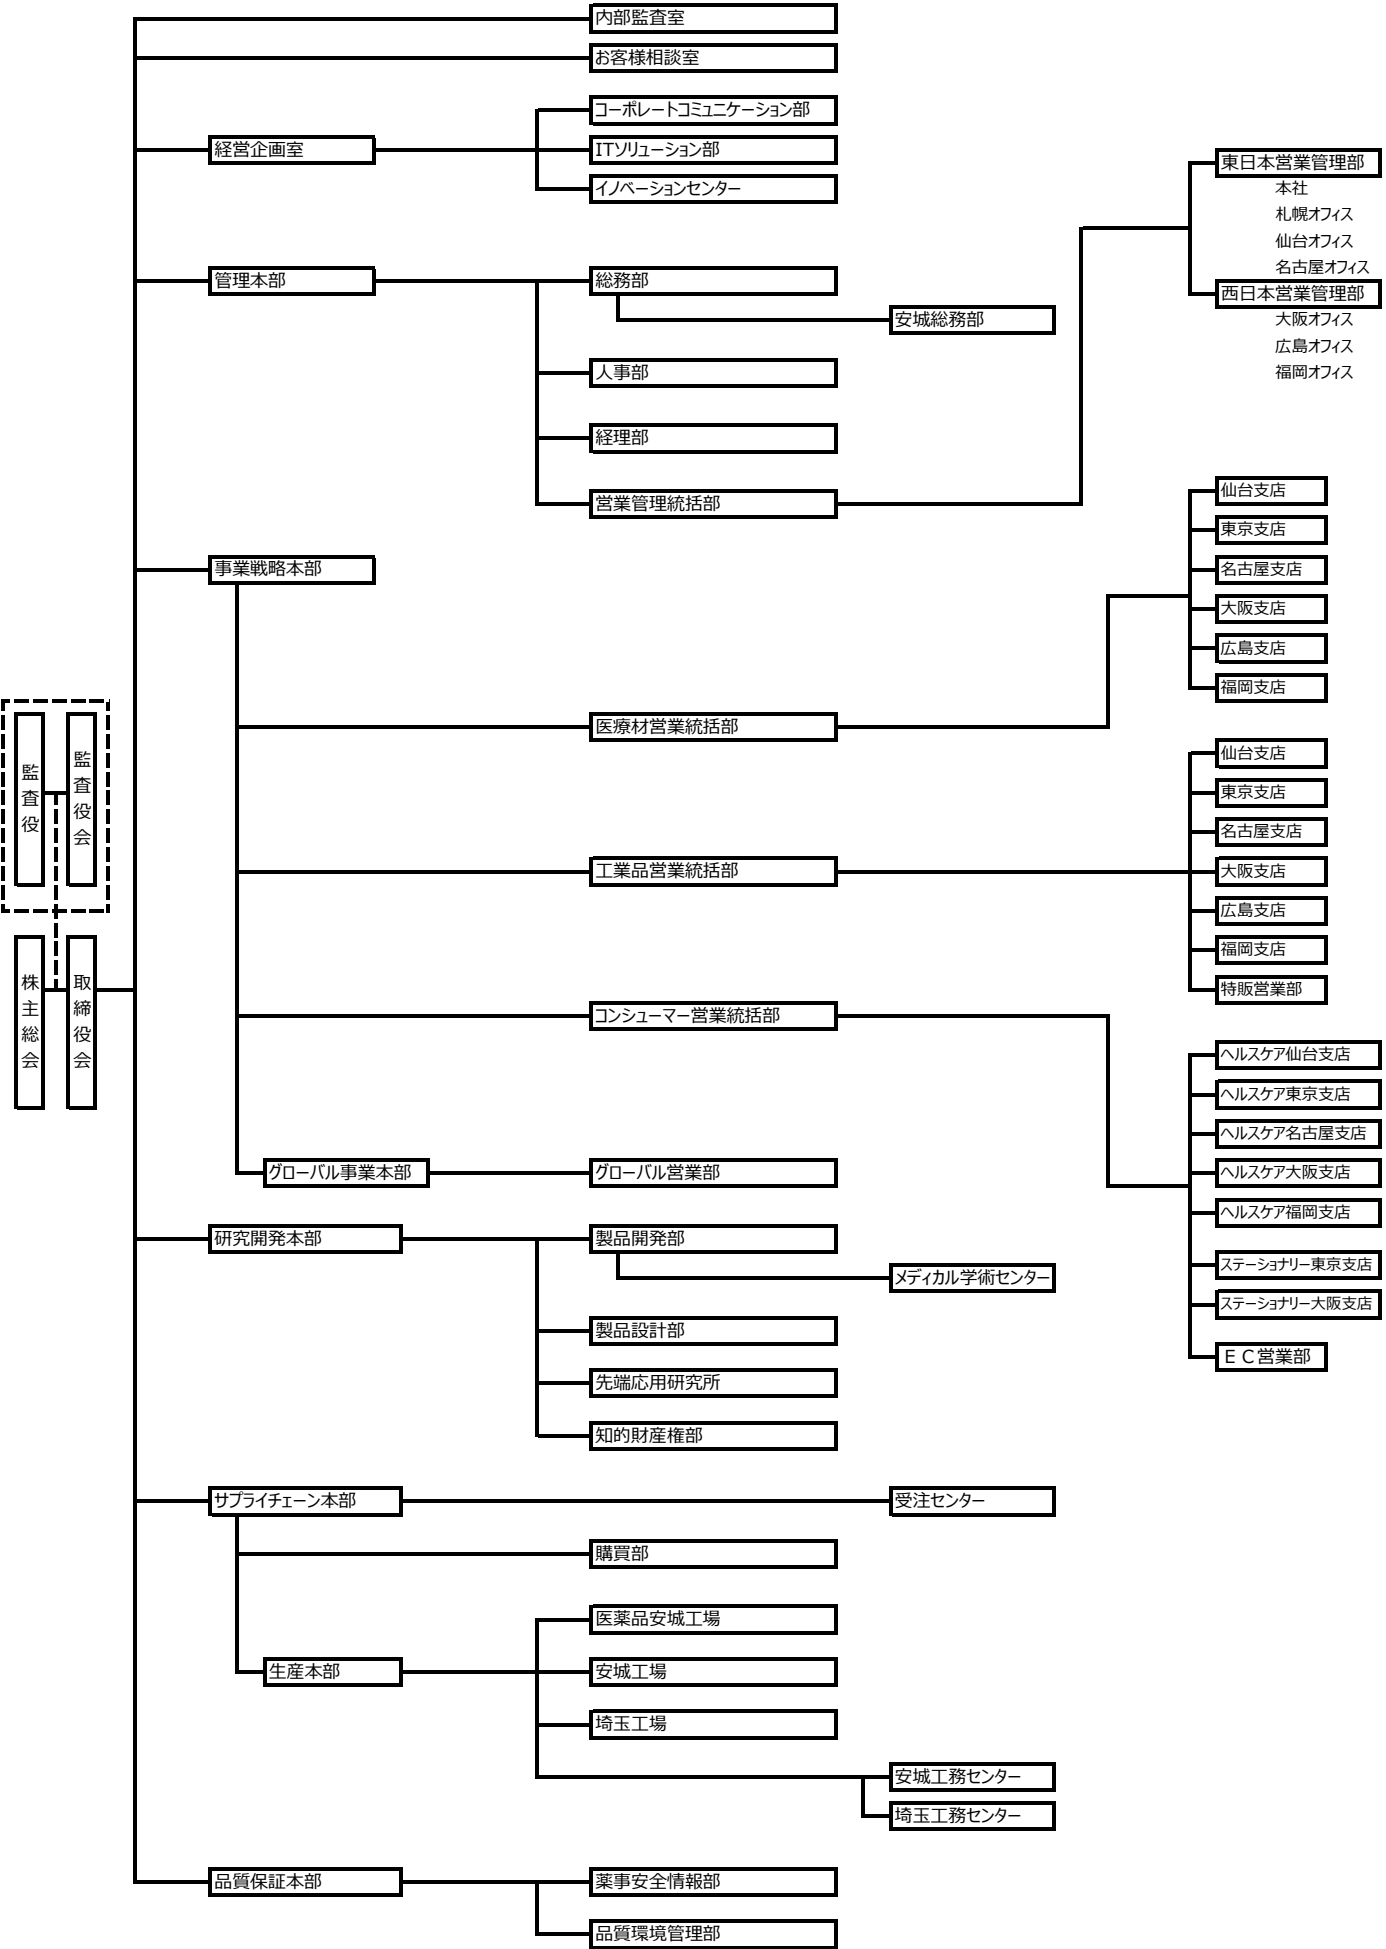 内部監査室
お客様相談室
コーポレートコミュニケーション部
経営企画室
ITソリューション部
イノベーションセンター
東日本営業管理部
本社
札幌オフィス
仙台オフィス
名古屋オフィス
西日本営業管理部
大阪オフィス
広島オフィス
福岡オフィス
管理本部
総務部
安城総務部
人事部
経理部
営業管理統括部
事業戦略本部
医療材営業統括部
仙台支店
東京支店
名古屋支店
大阪支店
広島支店
福岡支店
工業品営業統括部
仙台支店
東京支店
名古屋支店
大阪支店
広島支店
福岡支店
特販営業部
監査役
監査役会
株主総会
取締役会
コンシューマー営業統括部
ヘルスケア仙台支店
ヘルスケア東京支店
ヘルスケア名古屋支店
ヘルスケア大阪支店
ヘルスケア福岡支店
ステーショナリー東京支店
ステーショナリー大阪支店
ＥＣ営業部
グローバル事業本部
グローバル営業部
研究開発本部
製品開発部
メディカル学術センター
製品設計部
先端応用研究所
知的財産権部
サプライチェーン本部
受注センター
購買部
医薬品安城工場
生産本部
安城工場
埼玉工場
安城工務センター
埼玉工務センター
品質保証本部
薬事安全情報部
品質環境管理部